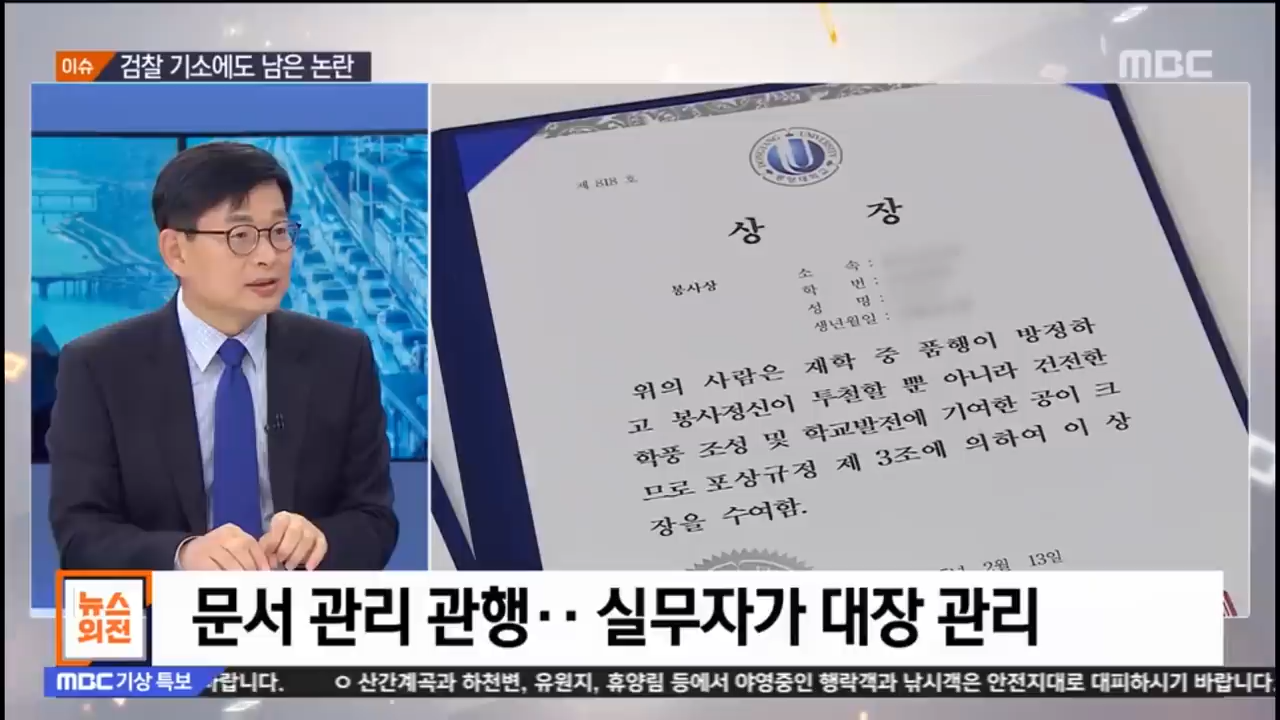 이슈 검찰 기소에도 남은 논란
MBC
제 818 호
DONGYANG UNIVERSITY
동양대학교
상 장
봉사상
소 속 :
학 번 :
성 명 :
생년월일 :
위의 사람은 재학 중 품행이 방정하
고 봉사정신이 투철할 뿐 아니라 건전한
학풍 조성 및 학교발전에 기여한 공이 크
므로 포상규정 제 3조에 의하여 이 상
장을 수여함.
2월 13일
뉴스
외전
문서 관리 관행‥ 실무자가 대장 관리
MBC 기상 특보 바랍니다. ㅇ 산간계곡과 하천변, 유원지, 휴양림 등에서 야영중인 행락객과 낚시객은 안전지대로 대피하시기 바랍니다.